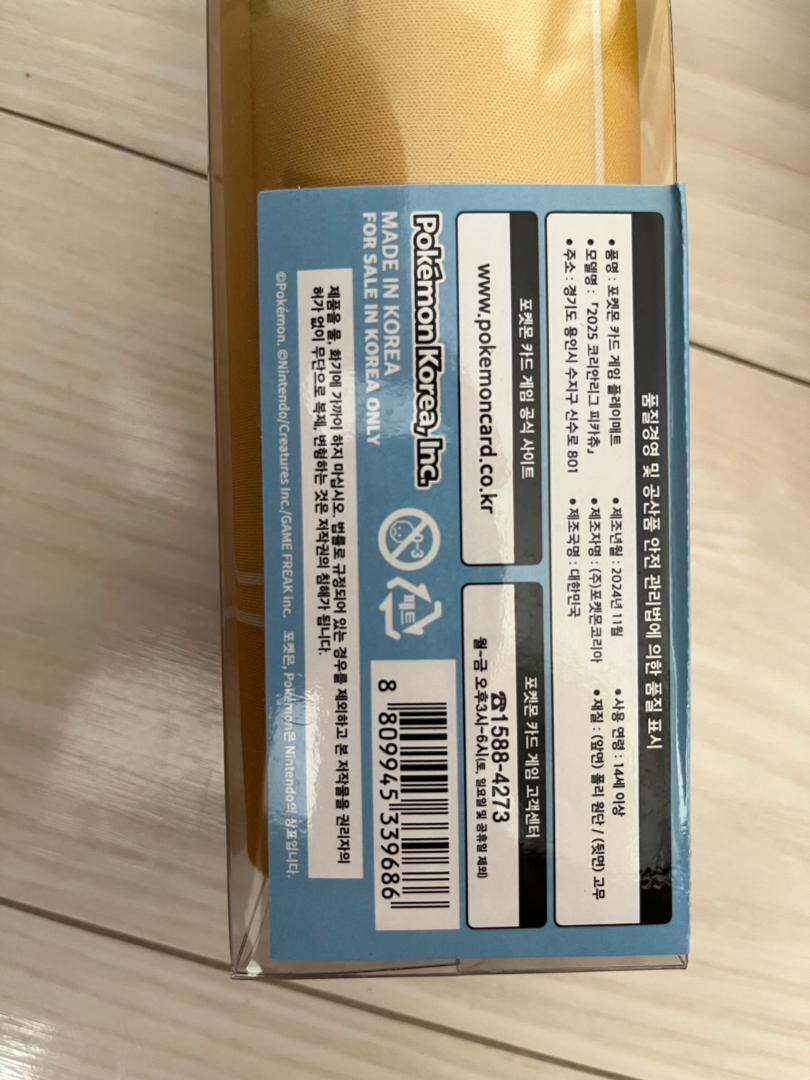 품질경영 및 공산품 안전 관리법에 의한 품질 표시
• 품명 : 포켓몬 카드 게임 플레이매트
• 모델명 : 「2025 코리안리그 피카츄」
• 주소 : 경기도 용인시 수지구 신수로 801
• 제조년월 : 2024년 11월
• 제조자명 : (주)포켓몬코리아
• 제조국명 : 대한민국
• 사용 연령 : 14세 이상
• 재질 : (앞면) 폴리 원단 / (뒷면) 고무
포켓몬 카드 게임 공식 사이트
www.pokemoncard.co.kr
포켓몬 카드 게임 고객센터
☎1588-4273
월~금 오후3시~6시(토, 일요일 및 공휴일 제외)
Pokémon Korea, Inc.
MADE IN KOREA
FOR SALE IN KOREA ONLY
0-3
페트
8 809945 339686
제품을 물, 화기에 가까이 하지 마십시오. 법률로 규정되어 있는 경우를 제외하고 본 저작물을 권리자의
허가 없이 무단으로 복제, 변형하는 것은 저작권의 침해가 됩니다.
©Pokémon. ©Nintendo/Creatures Inc./GAME FREAK inc. 포켓몬, Pokémon은 Nintendo의 상표입니다.